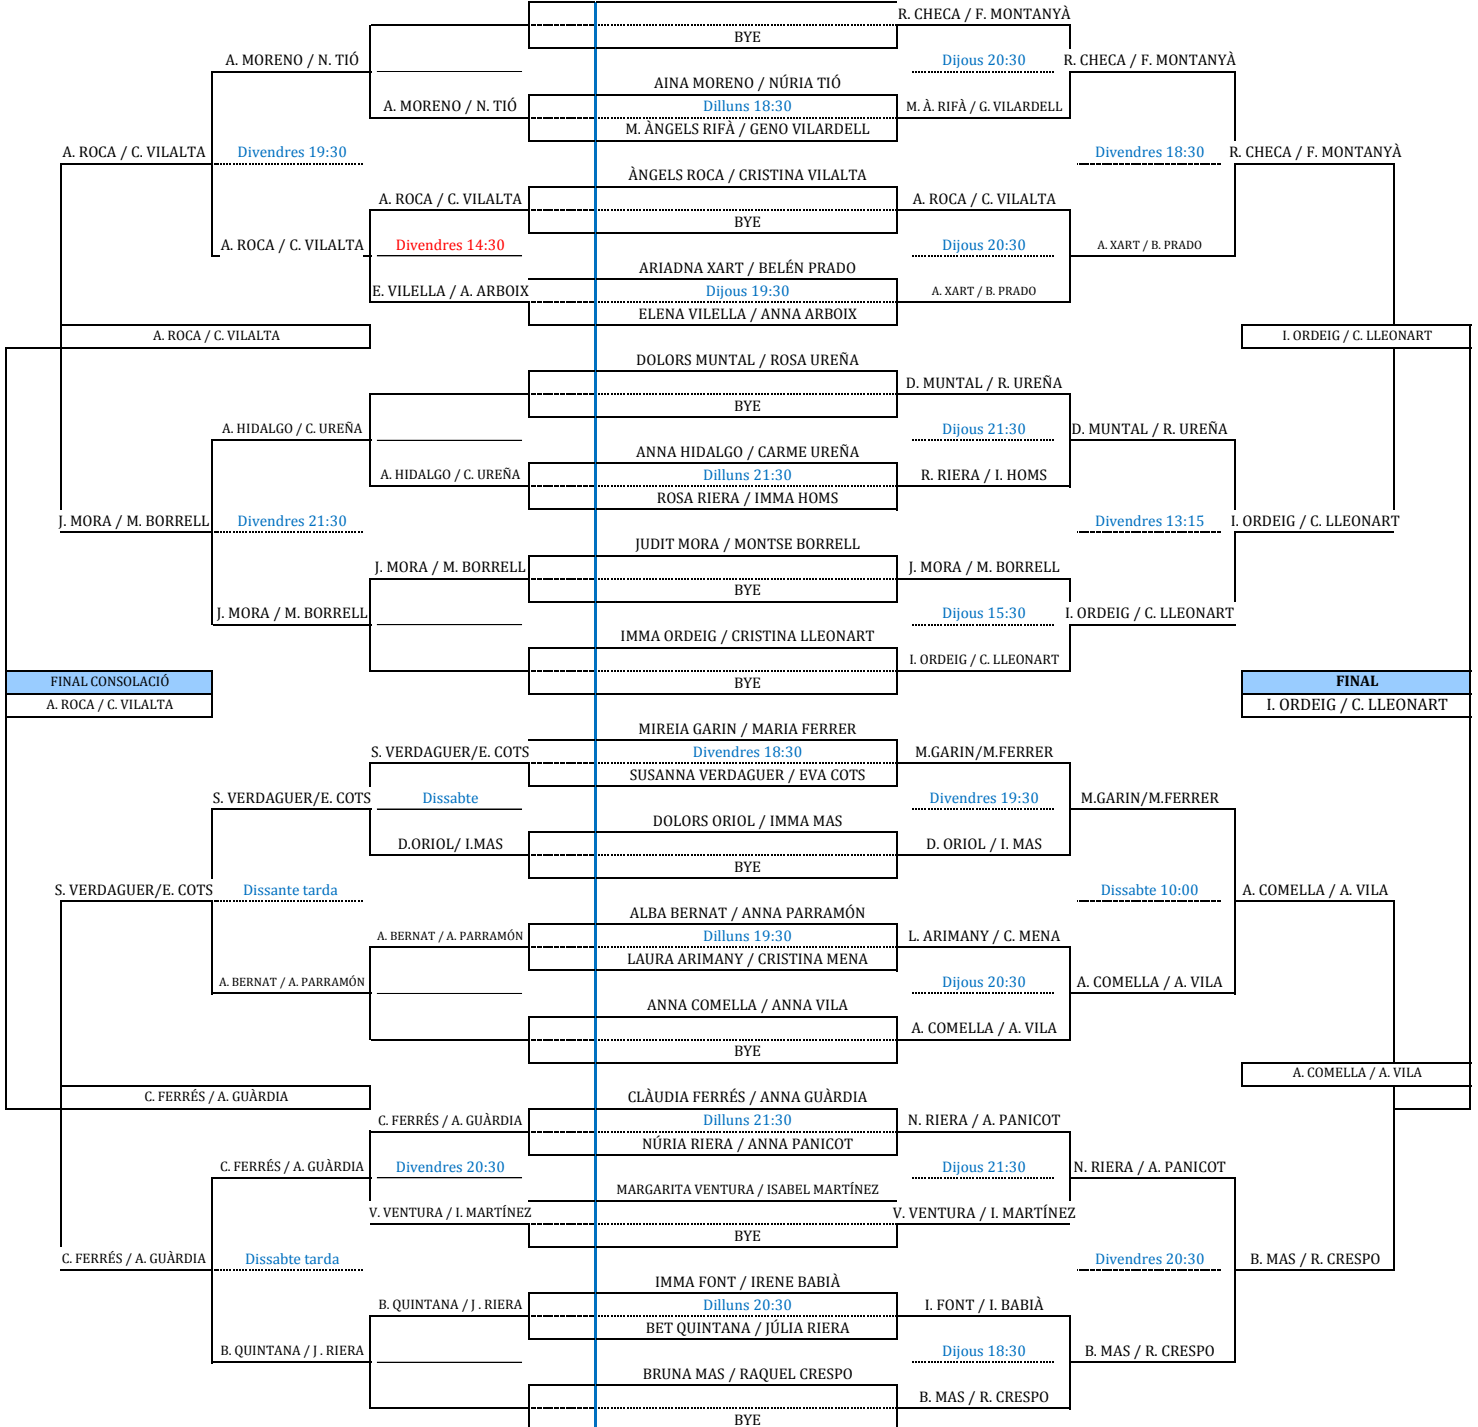 R. CHECA / F. MONTANYÀ
BYE
A. MORENO / N. TIÓ
Dijous 20:30
R. CHECA / F. MONTANYÀ
AINA MORENO / NÚRIA TIÓ
A. MORENO / N. TIÓ
Dilluns 18:30
M. À. RIFÀ / G. VILARDELL
M. ÀNGELS RIFÀ / GENO VILARDELL
A. ROCA / C. VILALTA
Divendres 19:30
Divendres 18:30
R. CHECA / F. MONTANYÀ
ÀNGELS ROCA / CRISTINA VILALTA
A. ROCA / C. VILALTA
A. ROCA / C. VILALTA
BYE
A. ROCA / C. VILALTA
Divendres 14:30
Dijous 20:30
A. XART / B. PRADO
ARIADNA XART / BELÉN PRADO
E. VILELLA / A. ARBOIX
Dijous 19:30
A. XART / B. PRADO
ELENA VILELLA / ANNA ARBOIX
A. ROCA / C. VILALTA
I. ORDEIG / C. LLEONART
DOLORS MUNTAL / ROSA UREÑA
D. MUNTAL / R. UREÑA
BYE
A. HIDALGO / C. UREÑA
Dijous 21:30
D. MUNTAL / R. UREÑA
ANNA HIDALGO / CARME UREÑA
A. HIDALGO / C. UREÑA
Dilluns 21:30
R. RIERA / I. HOMS
ROSA RIERA / IMMA HOMS
J. MORA / M. BORRELL
Divendres 21:30
Divendres 13:15
I. ORDEIG / C. LLEONART
JUDIT MORA / MONTSE BORRELL
J. MORA / M. BORRELL
J. MORA / M. BORRELL
BYE
J. MORA / M. BORRELL
Dijous 15:30
I. ORDEIG / C. LLEONART
IMMA ORDEIG / CRISTINA LLEONART
I. ORDEIG / C. LLEONART
BYE
FINAL CONSOLACIÓ
FINAL
A. ROCA / C. VILALTA
I. ORDEIG / C. LLEONART
MIREIA GARIN / MARIA FERRER
S. VERDAGUER/E. COTS
Divendres 18:30
M.GARIN/M.FERRER
SUSANNA VERDAGUER / EVA COTS
S. VERDAGUER/E. COTS
Dissabte
Divendres 19:30
M.GARIN/M.FERRER
DOLORS ORIOL / IMMA MAS
D.ORIOL/ I.MAS
D. ORIOL / I. MAS
BYE
S. VERDAGUER/E. COTS
Dissante tarda
Dissabte 10:00
A. COMELLA / A. VILA
ALBA BERNAT / ANNA PARRAMÓN
A. BERNAT / A. PARRAMÓN
Dilluns 19:30
L. ARIMANY / C. MENA
LAURA ARIMANY / CRISTINA MENA
A. BERNAT / A. PARRAMÓN
Dijous 20:30
A. COMELLA / A. VILA
ANNA COMELLA / ANNA VILA
A. COMELLA / A. VILA
BYE
A. COMELLA / A. VILA
C. FERRÉS / A. GUÀRDIA
CLÀUDIA FERRÉS / ANNA GUÀRDIA
C. FERRÉS / A. GUÀRDIA
Dilluns 21:30
N. RIERA / A. PANICOT
NÚRIA RIERA / ANNA PANICOT
C. FERRÉS / A. GUÀRDIA
Divendres 20:30
Dijous 21:30
N. RIERA / A. PANICOT
MARGARITA VENTURA / ISABEL MARTÍNEZ
V. VENTURA / I. MARTÍNEZ
V. VENTURA / I. MARTÍNEZ
BYE
C. FERRÉS / A. GUÀRDIA
Dissabte tarda
Divendres 20:30
B. MAS / R. CRESPO
IMMA FONT / IRENE BABIÀ
B. QUINTANA / J . RIERA
Dilluns 20:30
I. FONT / I. BABIÀ
BET QUINTANA / JÚLIA RIERA
B. QUINTANA / J . RIERA
Dijous 18:30
B. MAS / R. CRESPO
BRUNA MAS / RAQUEL CRESPO
B. MAS / R. CRESPO
BYE